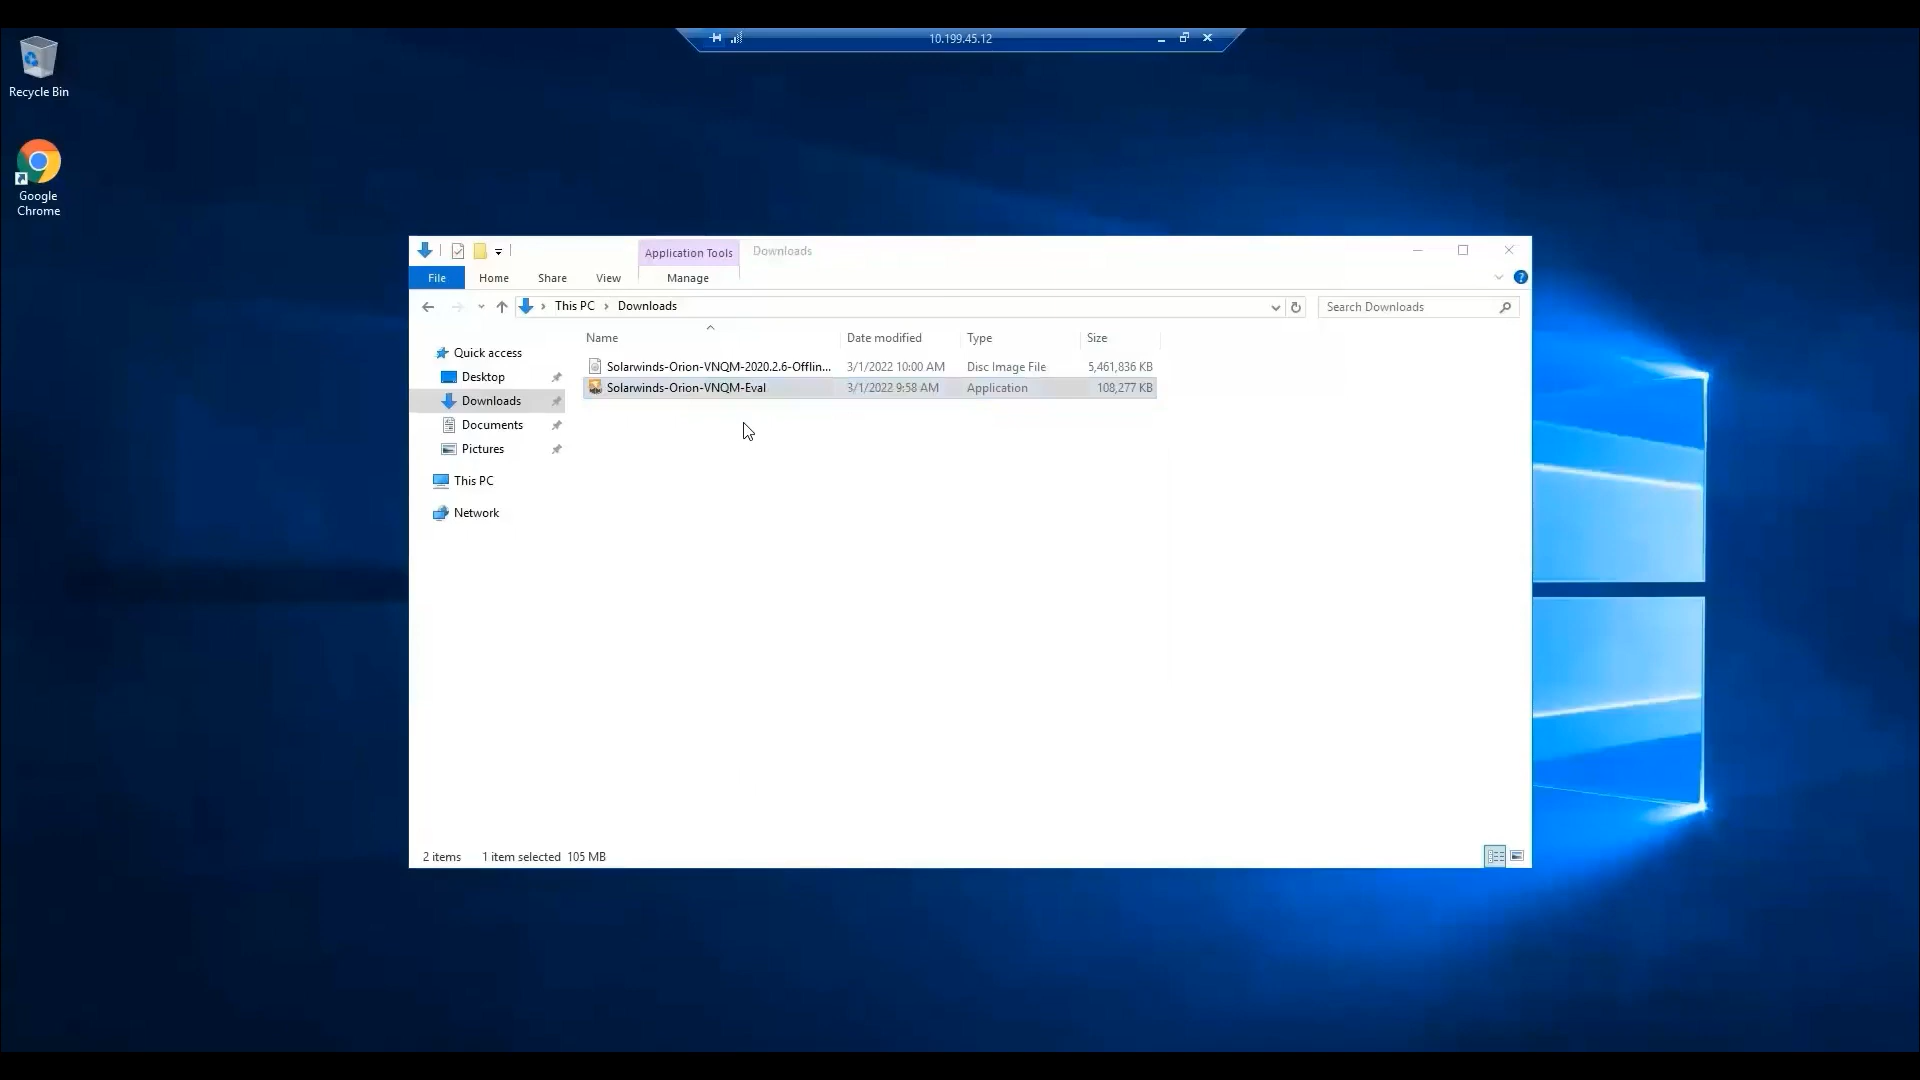 10.199.45.12
Recycle Bin
Google
Chrome
Application Tools
Downloads
File
Home
Share
View
Manage
This PC
Downloads
Search Downloads
Name
Date modified
Type
Size
Quick access
Desktop
Downloads
Documents
Pictures
This PC
Network
Solarwinds-Orion-VNQM-2020.2.6-Offlin... 3/1/2022 10:00 AM Disc Image File 5,461,836 KB
Solarwinds-Orion-VNQM-Eval 3/1/2022 9:58 AM Application 108,277 KB
2 items 1 item selected 105 MB